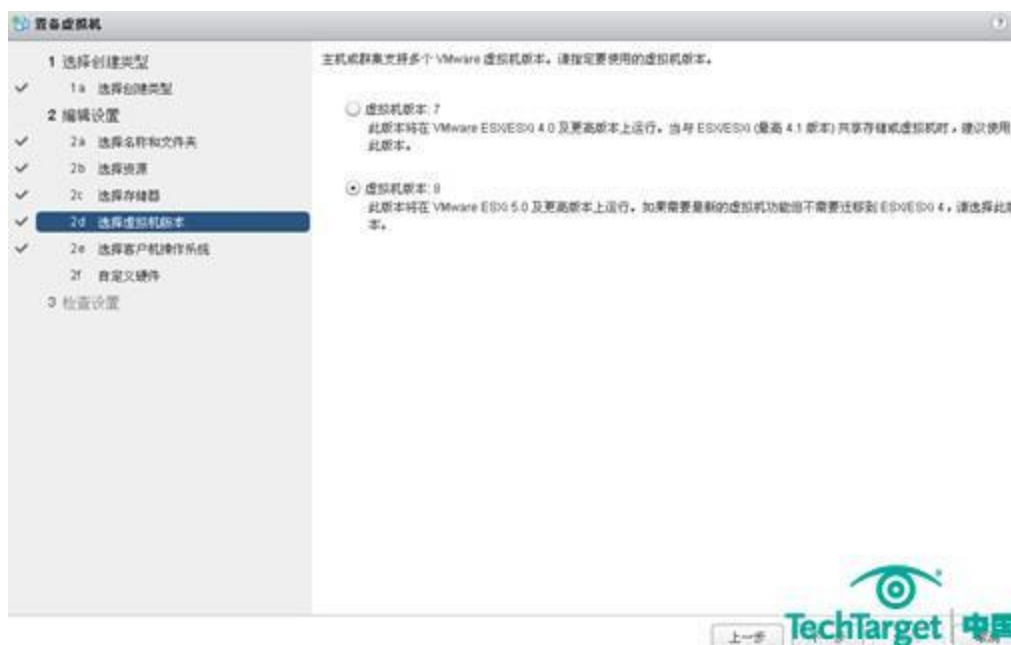 置备虚拟机
1 选择创建类型
1a 选择创建类型
2 编辑设置
2a 选择名称和文件夹
2b 选择资源
2c 选择存储器
2d 选择虚拟机版本
2e 选择客户机操作系统
2f 自定义硬件
3 检查设置
主机或群集支持多个 VMware 虚拟机版本。请指定要使用的虚拟机版本。
虚拟机版本: 7
此版本将在 VMware ESX/ESXi 4.0 及更高版本上运行。当与 ESX/ESXi (最高 4.1 版本) 共享存储或虚拟机时，建议使用
此版本。
虚拟机版本: 8
此版本将在 VMware ESXi 5.0 及更高版本上运行。如果需要最新的虚拟机功能但不需要迁移到 ESX/ESXi 4，请选择此
本。
上一步
取消
TechTarget 中国